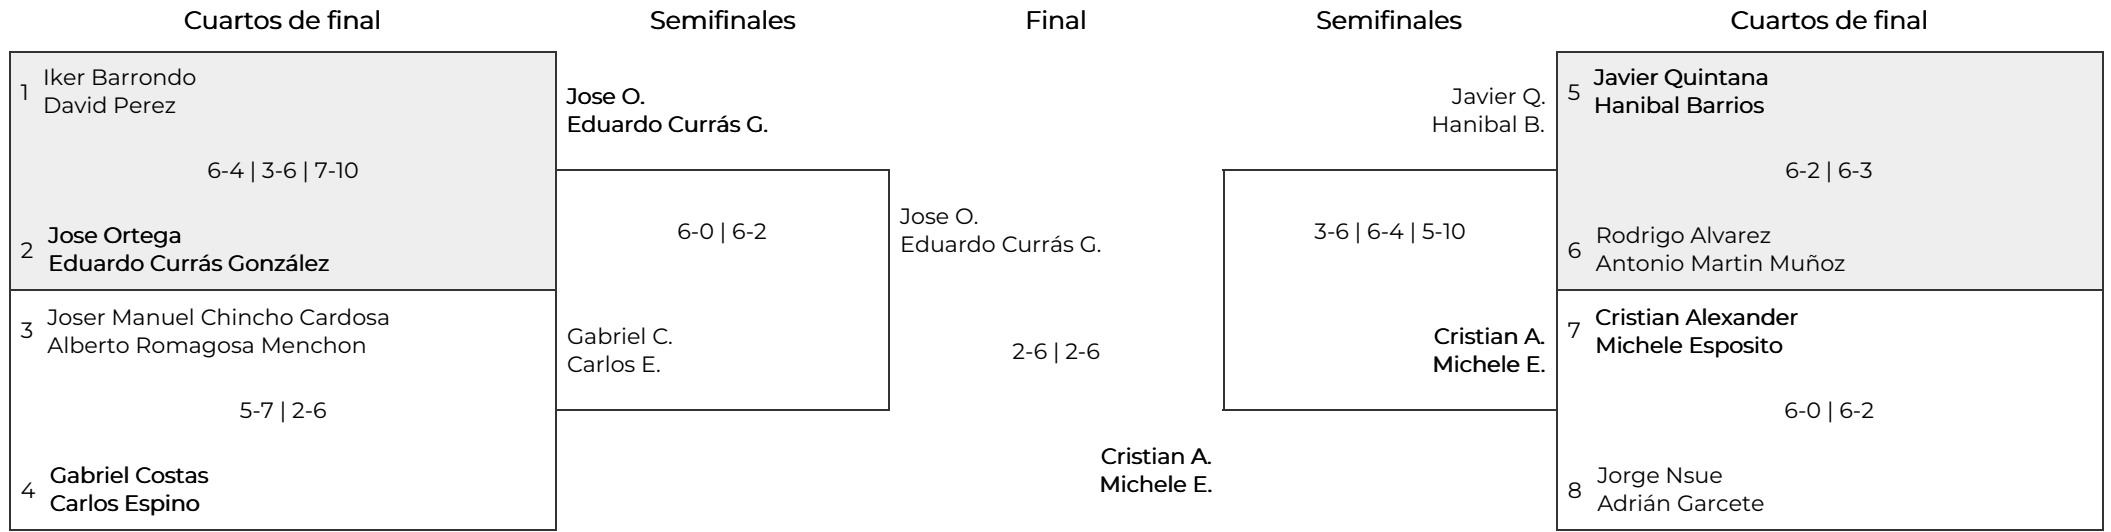 Cuartos de final
Semifinales
Final
Semifinales
Cuartos de final
1
Iker Barrondo
David Perez
6-4 | 3-6 | 7-10
2
Jose Ortega
Eduardo Currás González
3
Joser Manuel Chincho Cardosa
Alberto Romagosa Menchon
5-7 | 2-6
4
Gabriel Costas
Carlos Espino
Jose O.
Eduardo Currás G.
6-0 | 6-2
Gabriel C.
Carlos E.
Jose O.
Eduardo Currás G.
2-6 | 2-6
Cristian A.
Michele E.
Javier Q.
Hanibal B.
3-6 | 6-4 | 5-10
Cristian A.
Michele E.
5
Javier Quintana
Hanibal Barrios
6-2 | 6-3
6
Rodrigo Alvarez
Antonio Martin Muñoz
7
Cristian Alexander
Michele Esposito
6-0 | 6-2
8
Jorge Nsue
Adrián Garcete